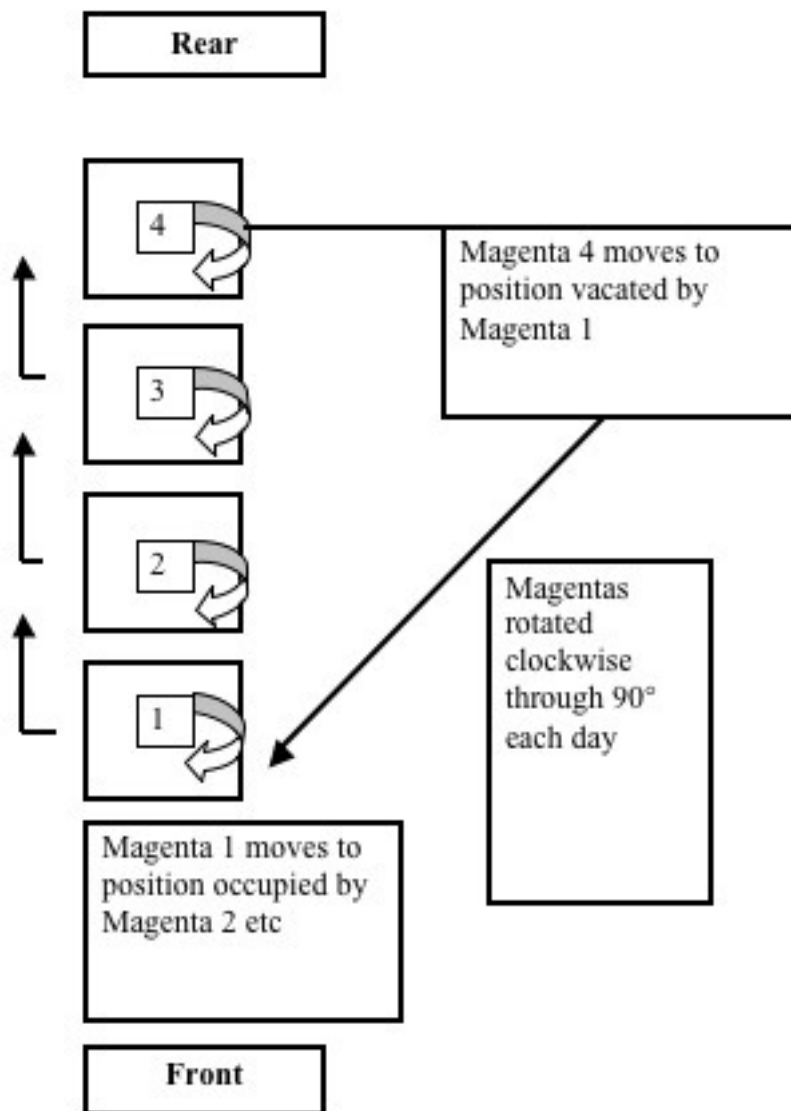 Rear
4
Magenta 4 moves to
position vacated by
Magenta 1
3
2
Magentas
rotated
clockwise
through 90°
each day
1
Magenta 1 moves to
position occupied by
Magenta 2 etc
Front